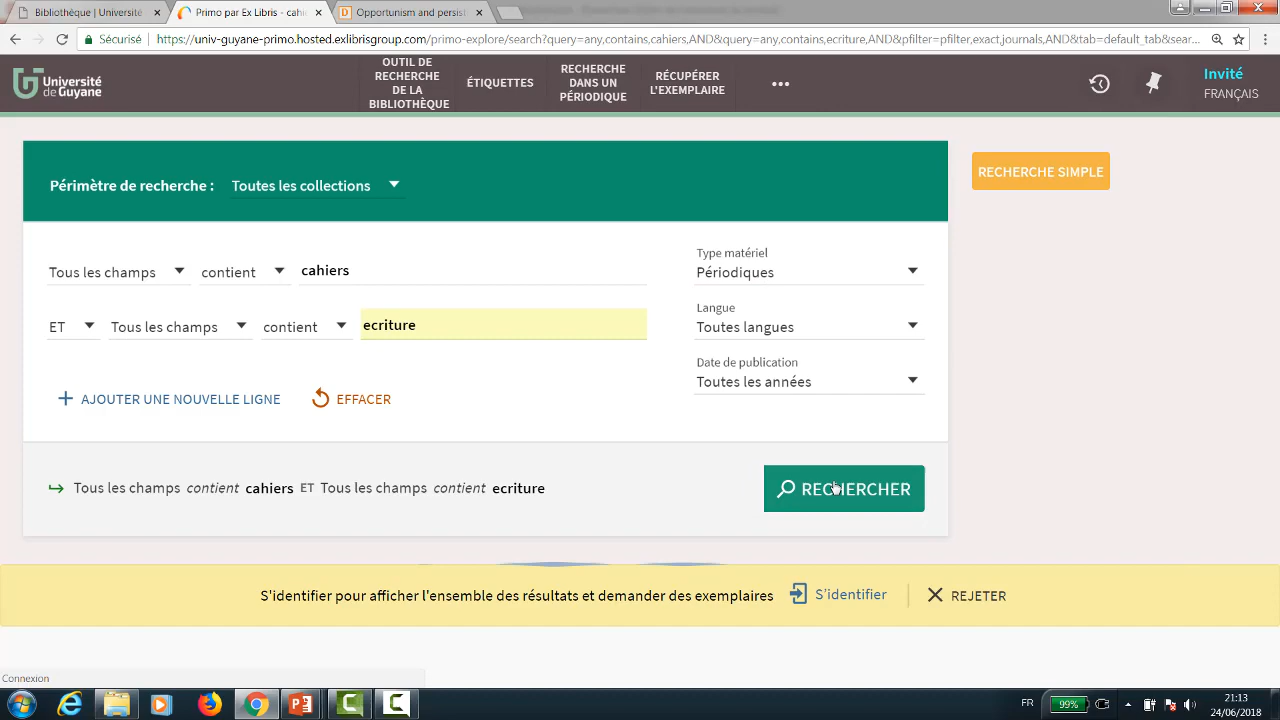 Bibliothèque | Université
Primo par Ex Libris - cahi
Opportunism and persist
Sécurisé
https://univ-guyane-primo.hosted.exlibrisgroup.com/primo-explore/search?query=any,contains,cahiers,AND&query=any,contains,ecriture,AND&pfilter=pfilter,exact,journals,AND&tab=default_tab&sear...
Université
de Guyane
OUTIL DE
RECHERCHE
DE LA
BIBLIOTHÈQUE
ÉTIQUETTES
RECHERCHE
DANS UN
PÉRIODIQUE
RÉCUPÉRER
L'EXEMPLAIRE
Invité
FRANÇAIS
Périmètre de recherche : Toutes les collections
RECHERCHE SIMPLE
Tous les champs contient cahiers
ET Tous les champs contient ecriture
Type matériel
Périodiques
Langue
Toutes langues
Date de publication
Toutes les années
+ AJOUTER UNE NOUVELLE LIGNE EFFACER
Tous les champs contient cahiers ET Tous les champs contient ecriture
RECHERCHER
S'identifier pour afficher l'ensemble des résultats et demander des exemplaires S'identifier REJETER
Connexion
FR 99%
21:13
24/06/2018